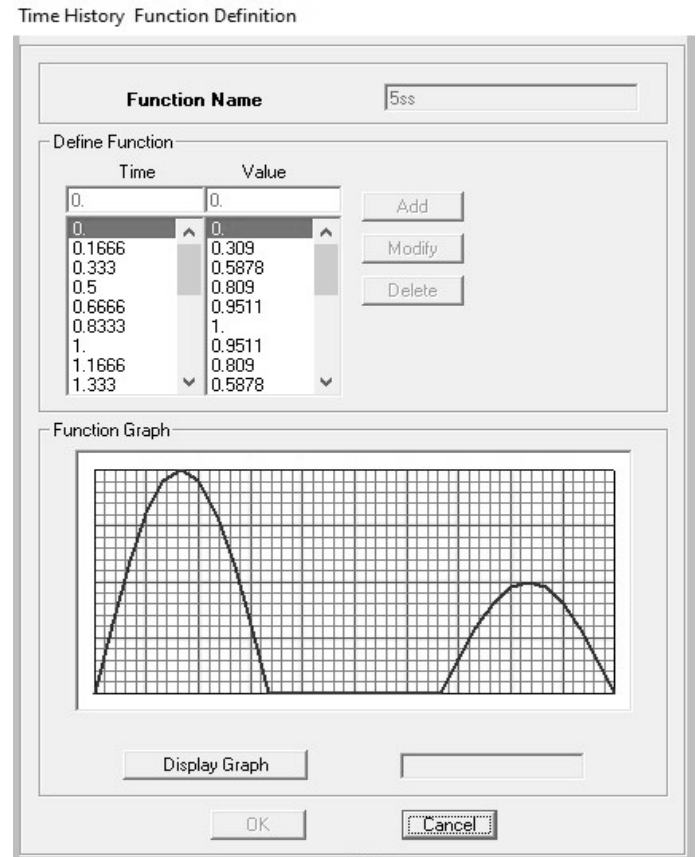 Time History Function Definition
Function Name 5ss
Define Function
Time Value
0. 0. Add
0. 0.
0.1666 0.309 Modify
0.333 0.5878
0.5 0.809 Delete
0.6666 0.9511
0.8333 1.
1. 0.9511
1.1666 0.809
1.333 0.5878
Function Graph
Display Graph
OK Cancel